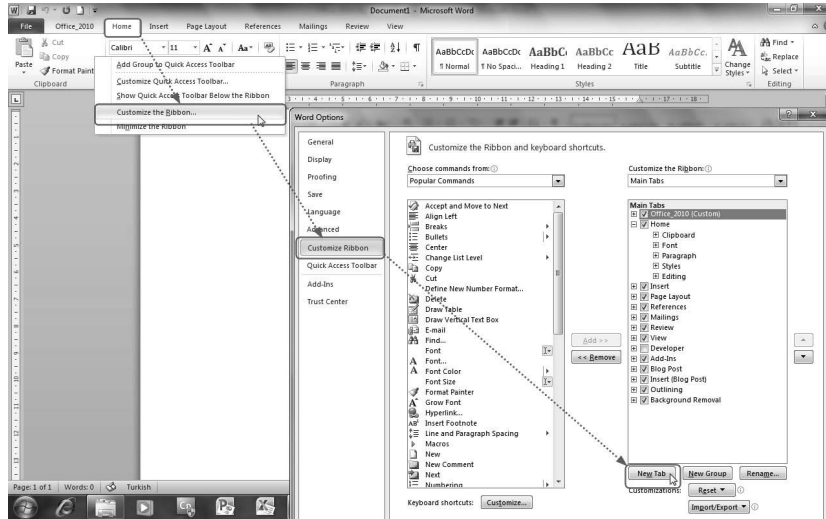 Document1 - Microsoft Word
File Office_2010 Home Insert Page Layout References Mailings Review View
Cut
Copy
Paste
Format Paint
Clipboard
Calibri 11
Paragraph
AaBbCcDc AaBbCcDc AaBbC AaBbCc AaB AaBbCc.
¶ Normal ¶ No Spaci... Heading 1 Heading 2 Title Subtitle
Change
Styles
Styles
Find
Replace
Select
Editing
Add Group to Quick Access Toolbar
Customize Quick Access Toolbar...
Show Quick Access Toolbar Below the Ribbon
Customize the Ribbon...
Minimize the Ribbon
Word Options
General
Display
Proofing
Save
Language
Advanced
Customize Ribbon
Quick Access Toolbar
Add-Ins
Trust Center
Customize the Ribbon and keyboard shortcuts.
Choose commands from:
Popular Commands
Accept and Move to Next
Align Left
Breaks
Bullets
Center
Change List Level
Copy
Cut
Define New Number Format...
Delete
Draw Table
Draw Vertical Text Box
E-mail
Find...
Font
Font...
Font Color
Font Size
Format Painter
Grow Font
Hyperlink...
Insert Footnote
Line and Paragraph Spacing
Macros
New
New Comment
Next
Numbering
Keyboard shortcuts: Customize...
Add >>
<< Remove
Customize the Ribbon:
Main Tabs
Main Tabs
Office_2010 (Custom)
Home
Clipboard
Font
Paragraph
Styles
Editing
Insert
Page Layout
References
Mailings
Review
View
Developer
Add-Ins
Blog Post
Insert (Blog Post)
Outlining
Background Removal
New Tab New Group Rename...
Customizations: Reset
Import/Export
Page: 1 of 1 Words: 0 Turkish